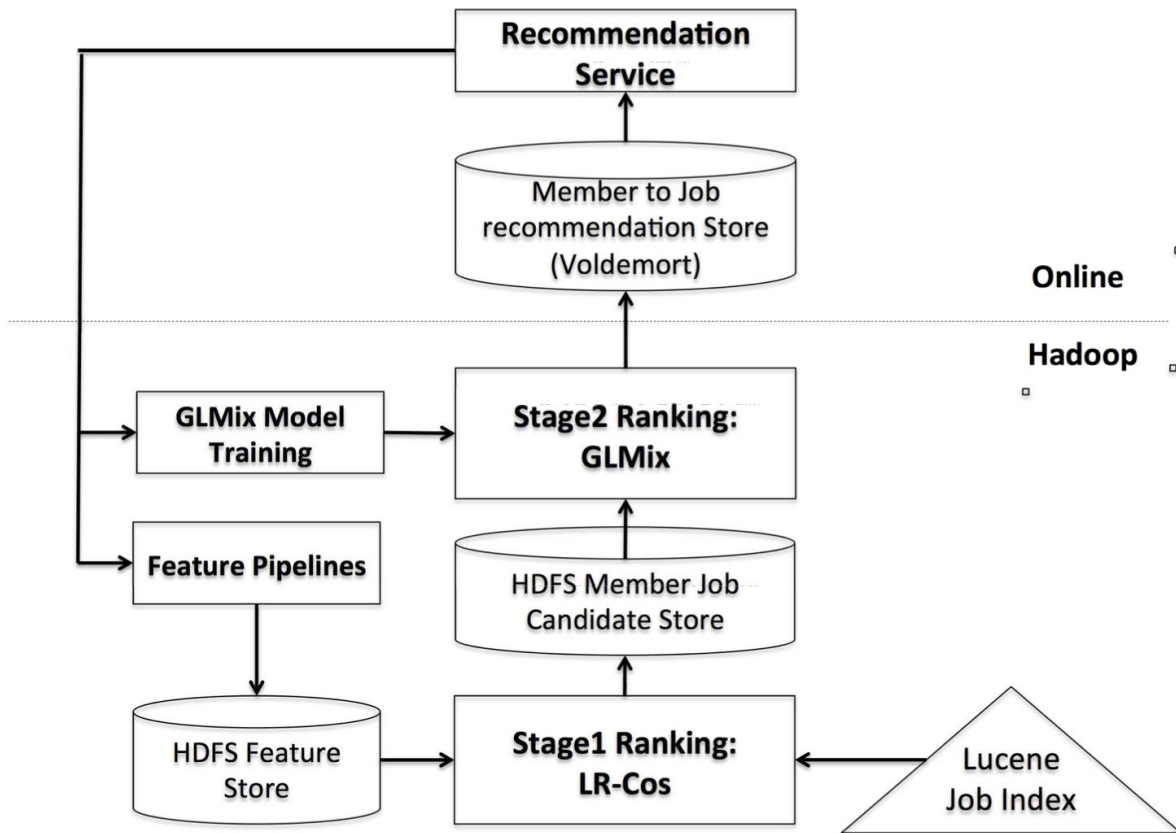 Recommendation
Service
Member to Job
recommendation Store
(Voldemort)
Online
Hadoop
GLMix Model
Training
Stage2 Ranking:
GLMix
Feature Pipelines
HDFS Member Job
Candidate Store
HDFS Feature
Store
Stage1 Ranking:
LR-Cos
Lucene
Job Index